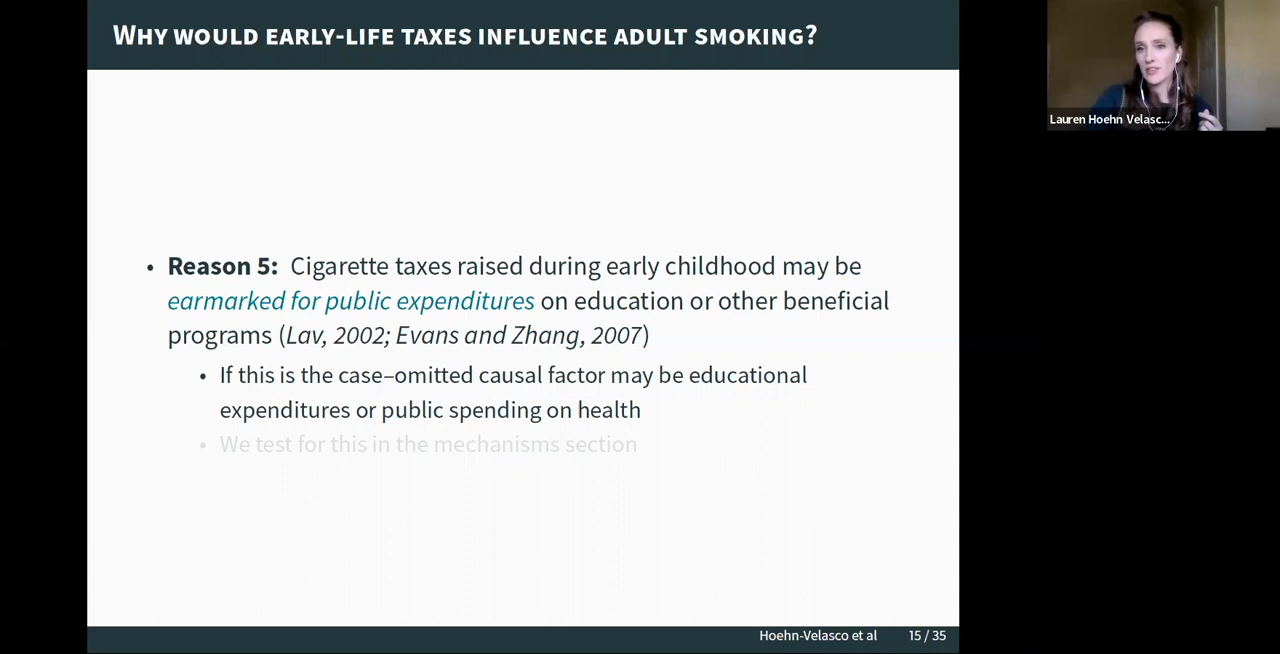 WHY WOULD EARLY-LIFE TAXES INFLUENCE ADULT SMOKING?
Lauren Hoehn Velasc...
• Reason 5: Cigarette taxes raised during early childhood may be
earmarked for public expenditures on education or other beneficial
programs (Lav, 2002; Evans and Zhang, 2007)
• If this is the case–omitted causal factor may be educational
expenditures or public spending on health
• We test for this in the mechanisms section
Hoehn-Velasco et al 15 / 35